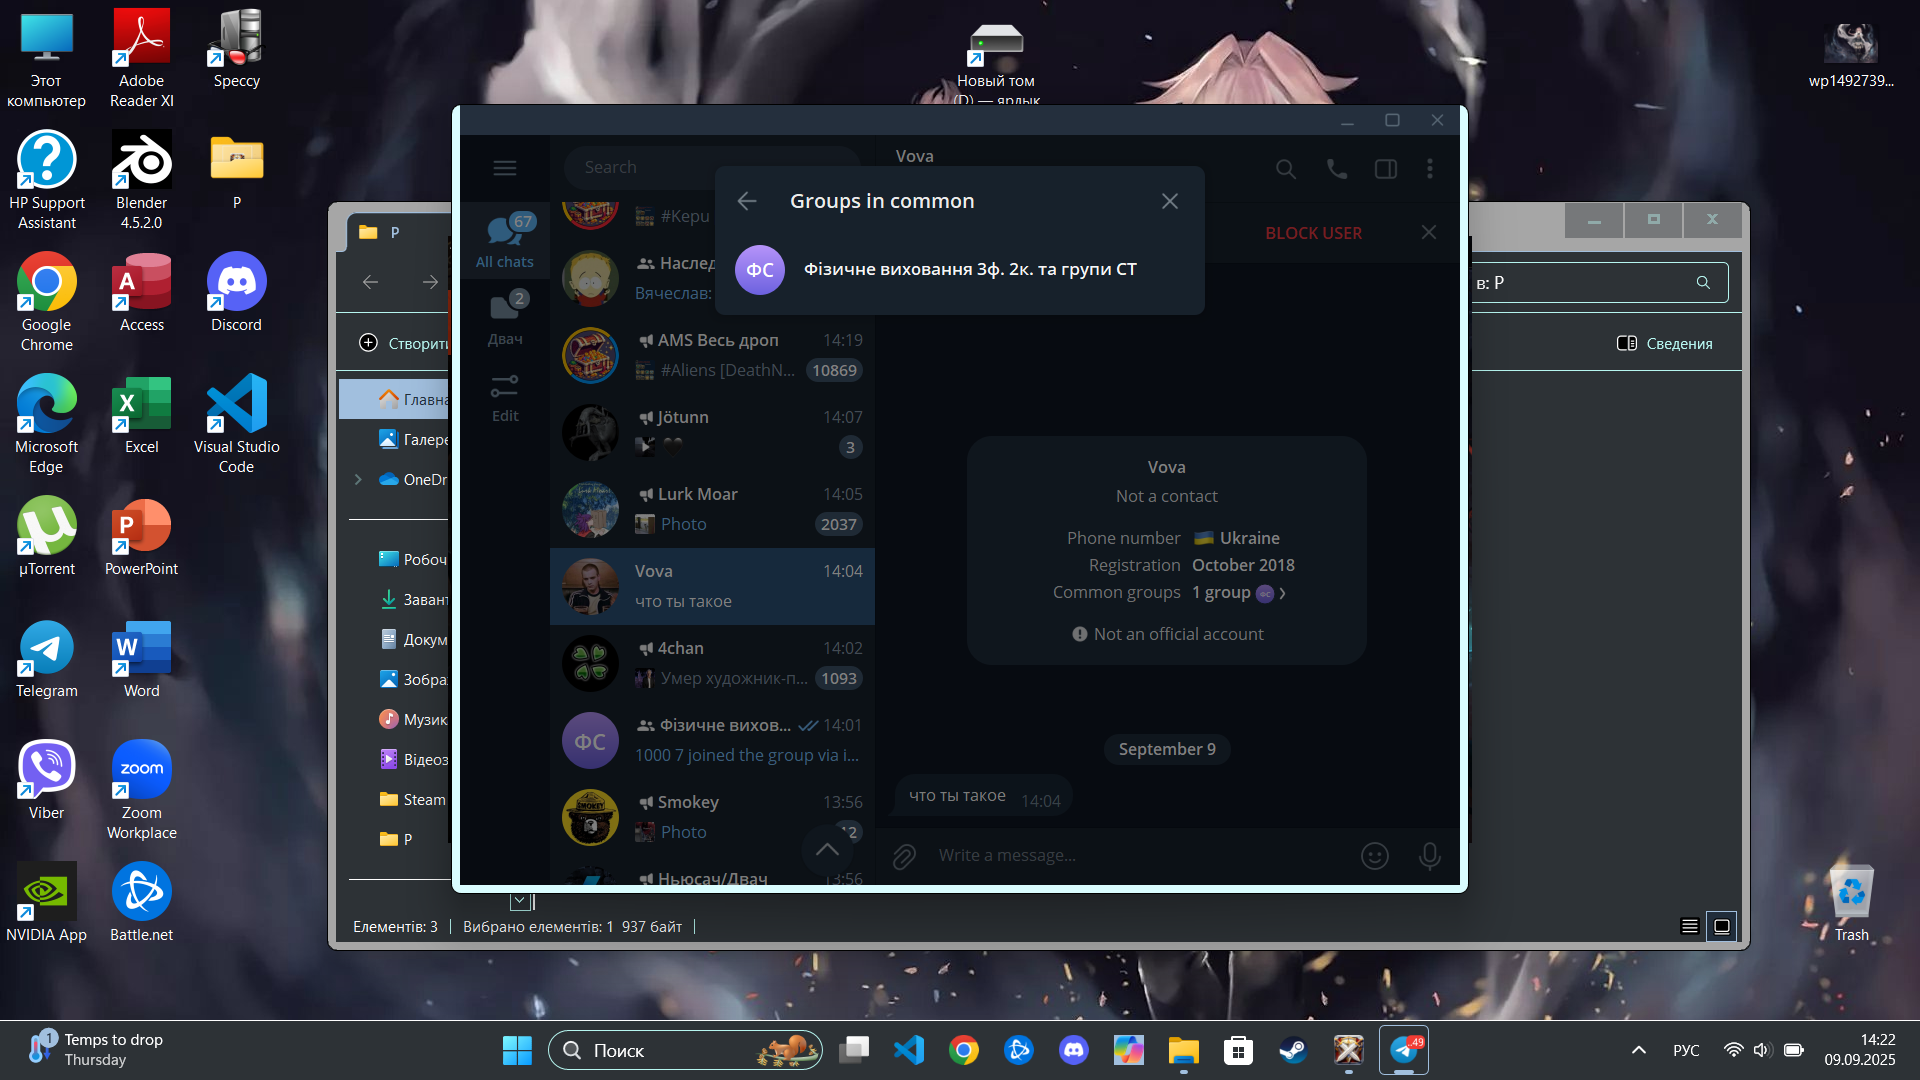 Этот
компьютер
Adobe
Reader XI
Speccy
Новый том
(D) — ярлык
wp1492739...
HP Support
Assistant
Blender
4.5.2.0
P
Google
Chrome
Access
Discord
Microsoft
Edge
Excel
Visual Studio
Code
µTorrent
PowerPoint
Telegram
Word
Viber
Zoom
Workplace
NVIDIA App
Battle.net
Trash
P
Створити
Главна
Галере
OneDr
Робоч
Завант
Докум
Зобра
Музик
Відеоз
Steam
P
в: P
Сведения
Елементів: 3
Вибрано елементів: 1 937 байт
Search
67
All chats
2
Двач
Edit
#Kepu
Наслед
Вячеслав:
AMS Весь дроп 14:19
#Aliens [DeathN... 10869
Jötunn 14:07
3
Lurk Moar 14:05
Photo 2037
Vova 14:04
что ты такое
4chan 14:02
Умер художник-п... 1093
ФС
Фізичне вихов... 14:01
1000 7 joined the group via i...
Smokey 13:56
Photo 12
Ньюсач/Двач 13:56
Vova
BLOCK USER
Groups in common
ФС
Фізичне виховання 3ф. 2к. та групи СТ
Vova
Not a contact
Phone number Ukraine
Registration October 2018
Common groups 1 group ФС
Not an official account
September 9
что ты такое 14:04
Write a message...
1
Temps to drop
Thursday
Поиск
.49
РУС
14:22
09.09.2025